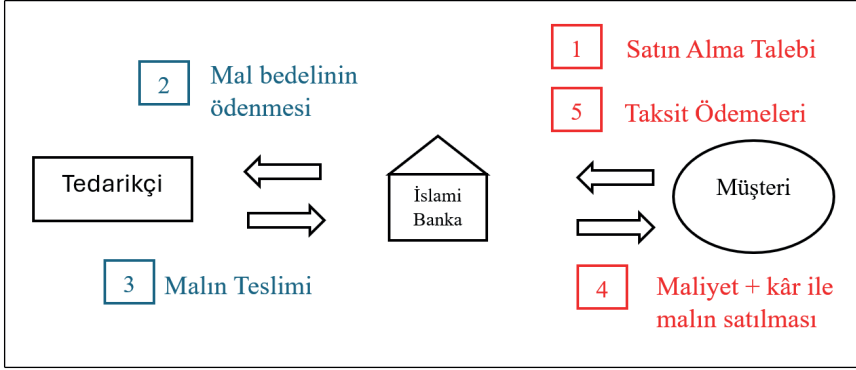 1 Satın Alma Talebi
2 Mal bedelinin
ödenmesi
5 Taksit Ödemeleri
Tedarikçi
İslami
Banka
Müşteri
3 Malın Teslimi
4 Maliyet + kâr ile
malın satılması